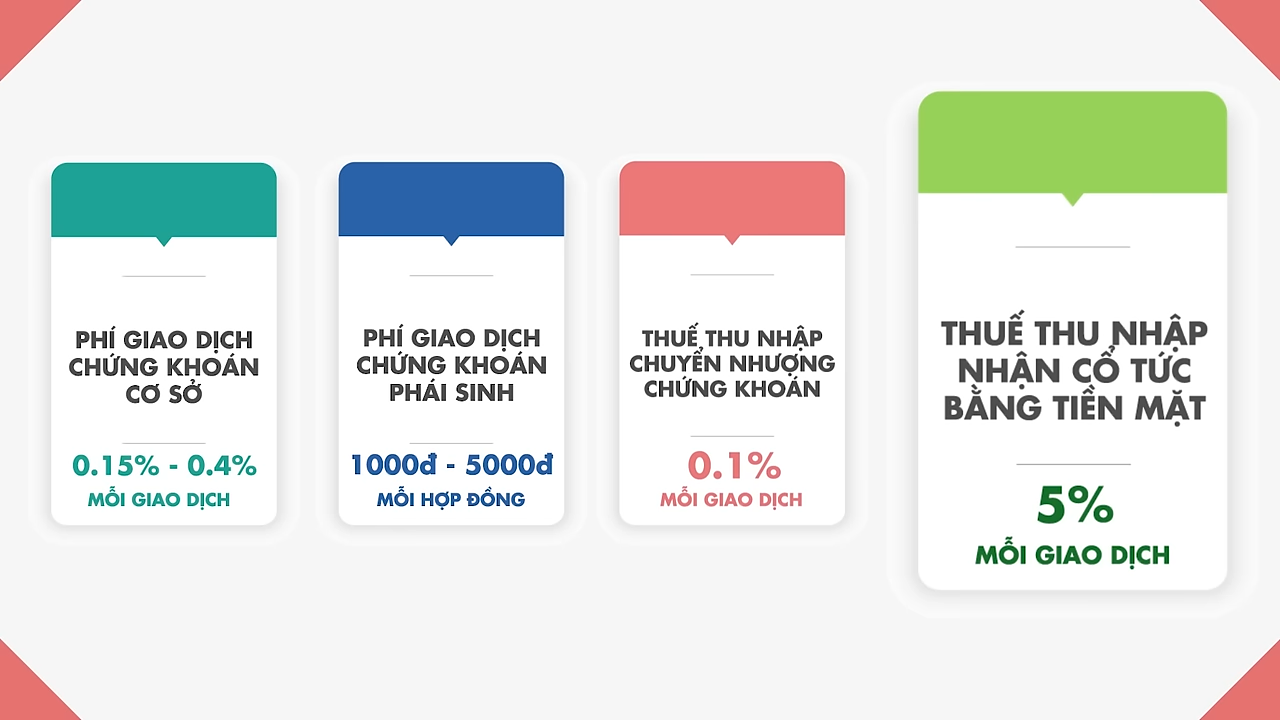 PHÍ GIAO DỊCH
CHỨNG KHOÁN
CƠ SỞ
0.15% - 0.4%
MỖI GIAO DỊCH
PHÍ GIAO DỊCH
CHỨNG KHOÁN
PHÁI SINH
1000đ - 5000đ
MỖI HỢP ĐỒNG
THUẾ THU NHẬP
CHUYỂN NHƯỢNG
CHỨNG KHOÁN
0.1%
MỖI GIAO DỊCH
THUẾ THU NHẬP
NHẬN CỔ TỨC
BẰNG TIỀN MẶT
5%
MỖI GIAO DỊCH